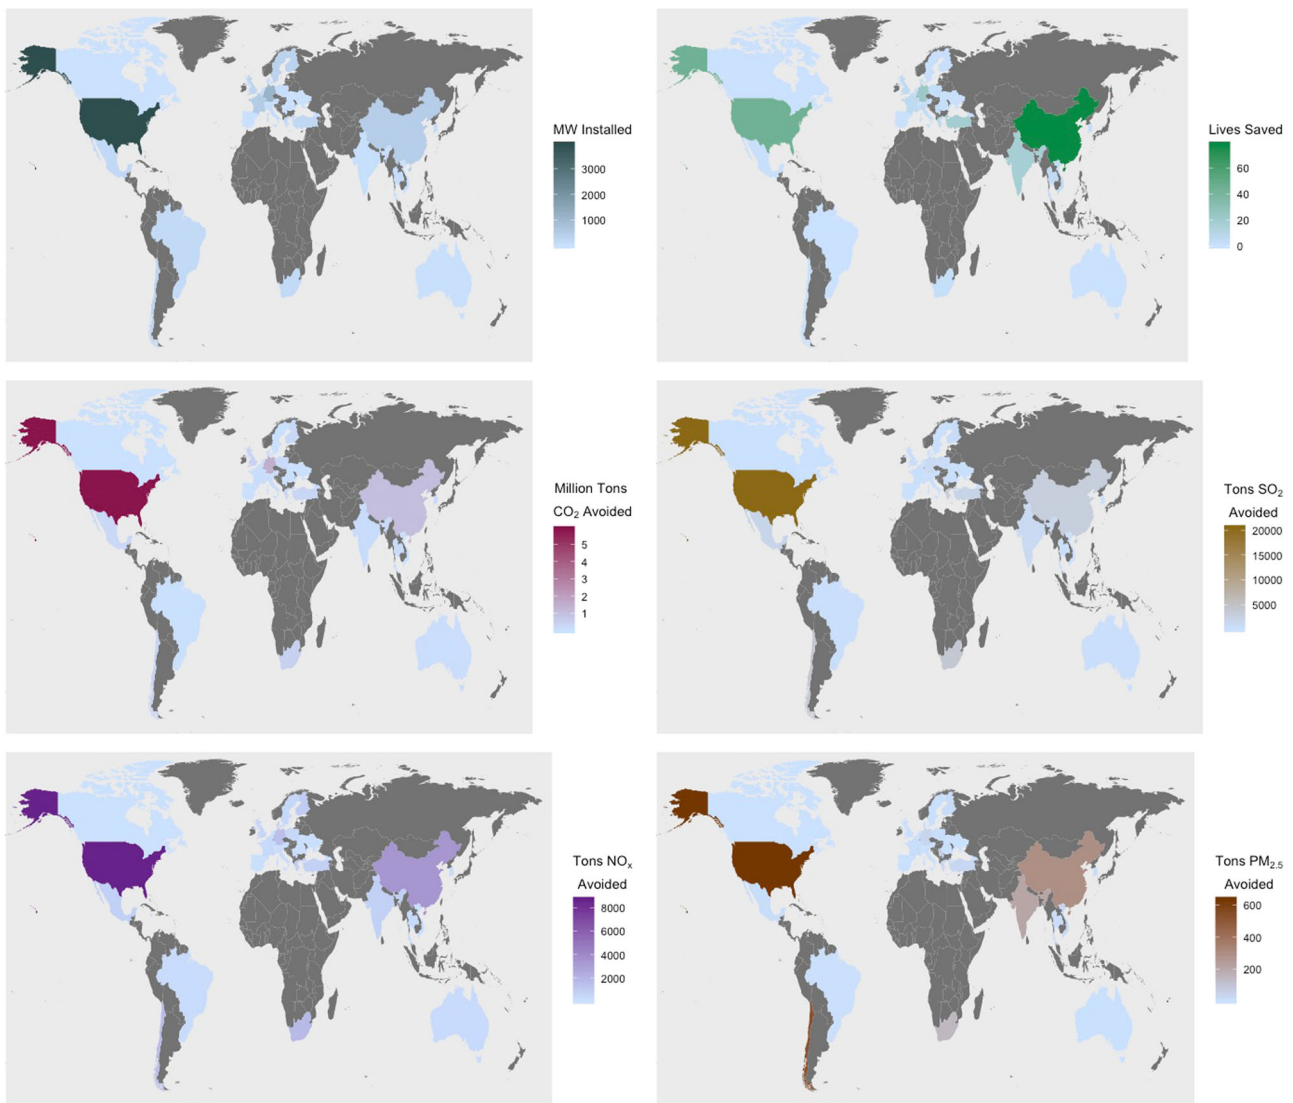 MW Installed
3000
2000
1000
Lives Saved
80
60
40
20
0
Million Tons
CO₂ Avoided
5
4
3
2
1
Tons SO₂
Avoided
20000
15000
10000
5000
Tons NOₓ
Avoided
8000
6000
4000
2000
Tons PM₂.₅
Avoided
600
400
200